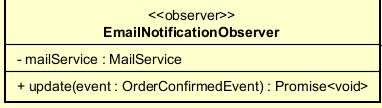 <<observer>>
EmailNotificationObserver
- mailService : MailService
+ update(event : OrderConfirmedEvent) : Promise<void>